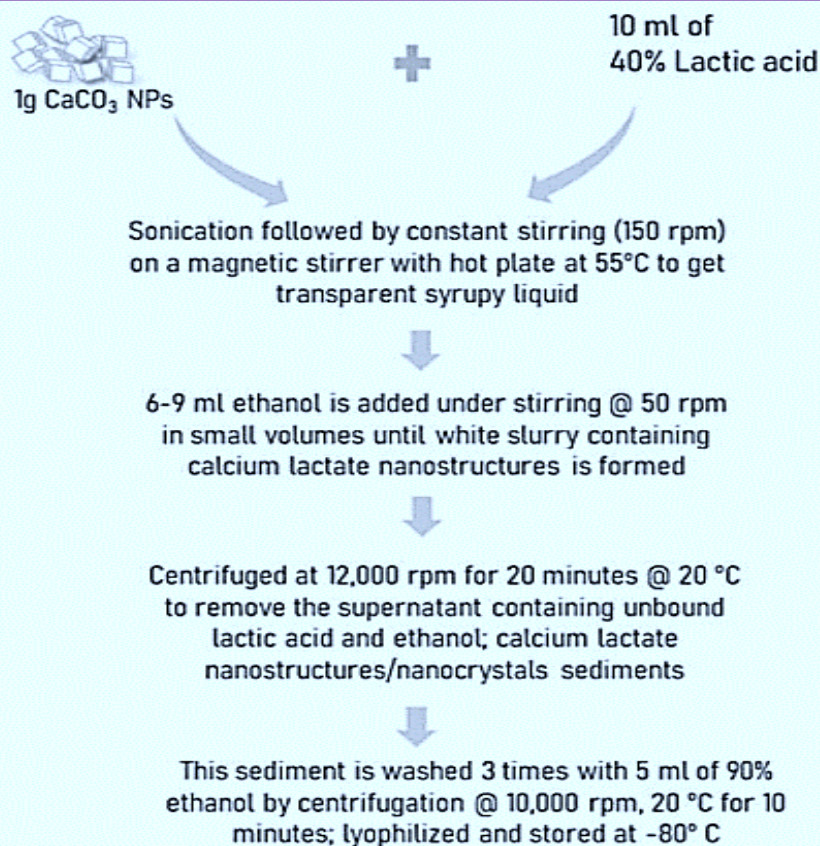 1g CaCO₃ NPs
10 ml of
40% Lactic acid
Sonication followed by constant stirring (150 rpm)
on a magnetic stirrer with hot plate at 55°C to get
transparent syrupy liquid
6-9 ml ethanol is added under stirring @ 50 rpm
in small volumes until white slurry containing
calcium lactate nanostructures is formed
Centrifuged at 12,000 rpm for 20 minutes @ 20 °C
to remove the supernatant containing unbound
lactic acid and ethanol; calcium lactate
nanostructures/nanocrystals sediments
This sediment is washed 3 times with 5 ml of 90%
ethanol by centrifugation @ 10,000 rpm, 20 °C for 10
minutes; lyophilized and stored at -80° C